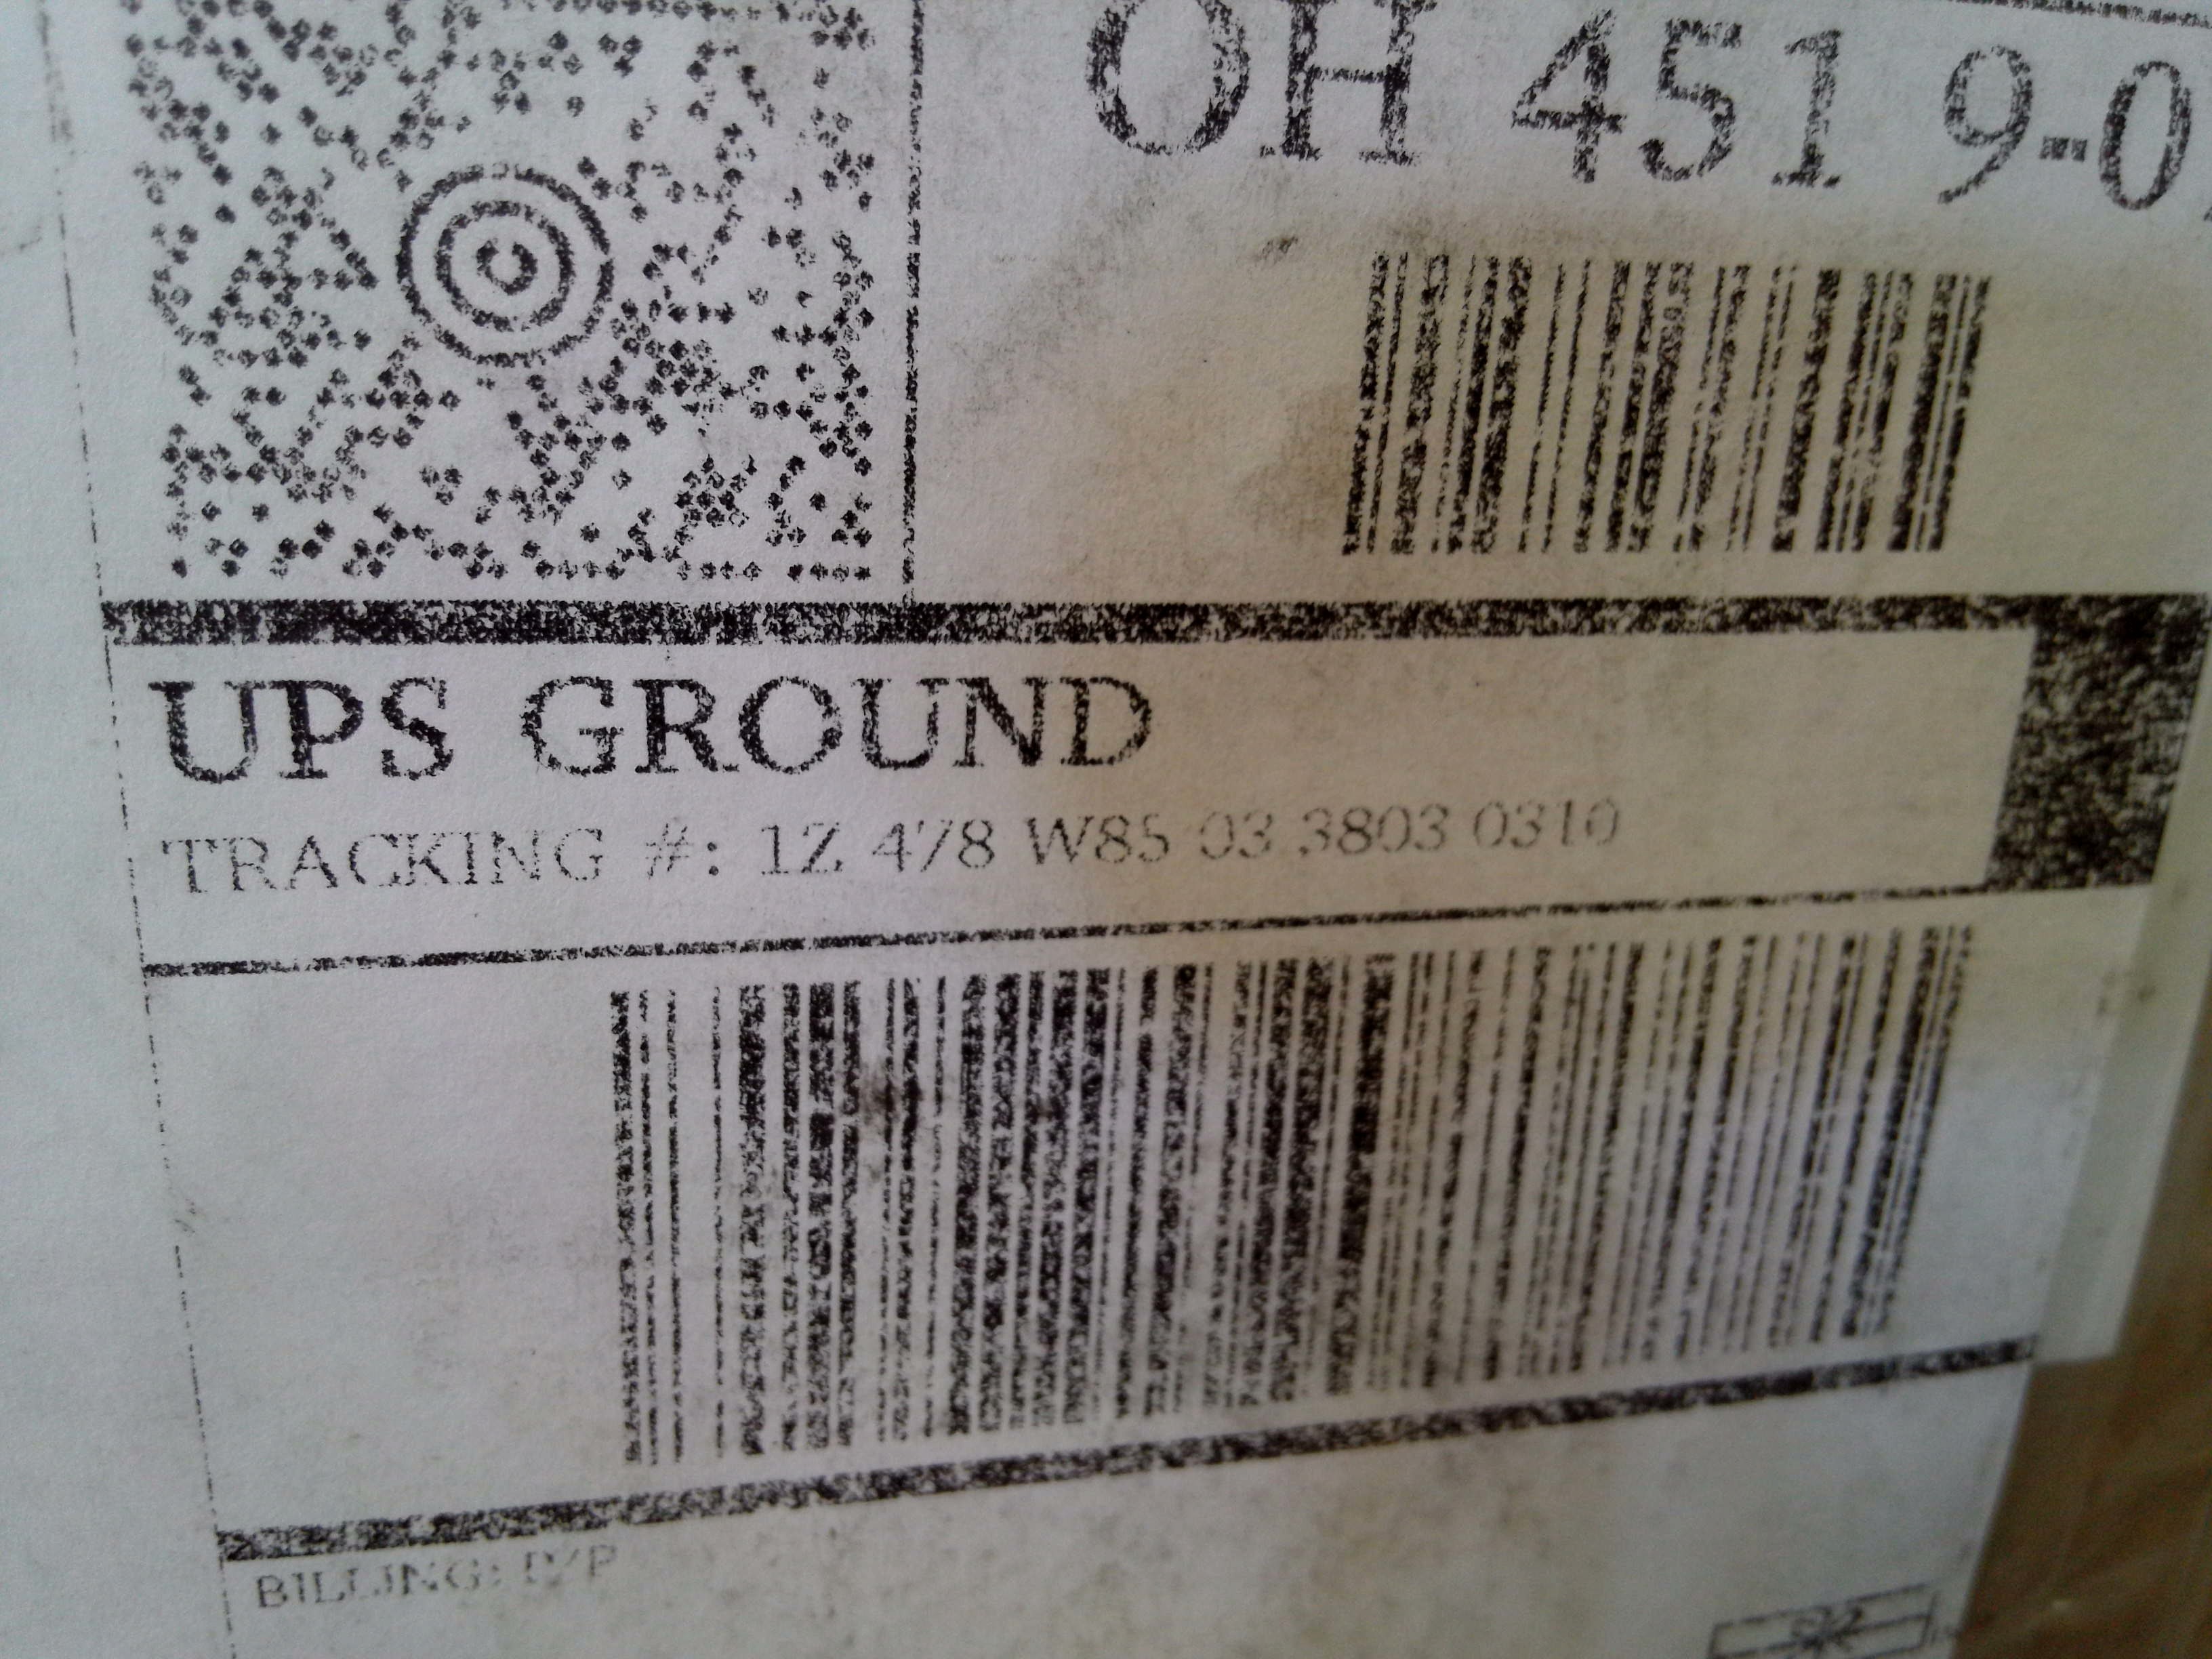 OH 451 9-0
UPS GROUND
TRACKING #: 1Z 478 W85 03 3803 0310
BILLING: P/P